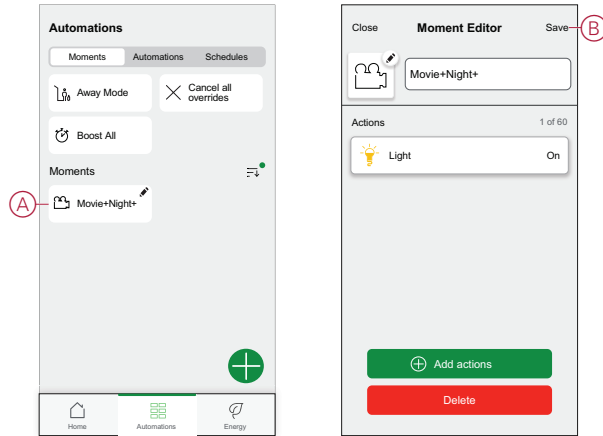 Automations
Moments Automations Schedules
Away Mode
Cancel all
overrides
Boost All
Moments
A
Movie+Night+
Home Automations Energy
Close Moment Editor Save
B
Movie+Night+
Actions 1 of 60
Light On
Add actions
Delete